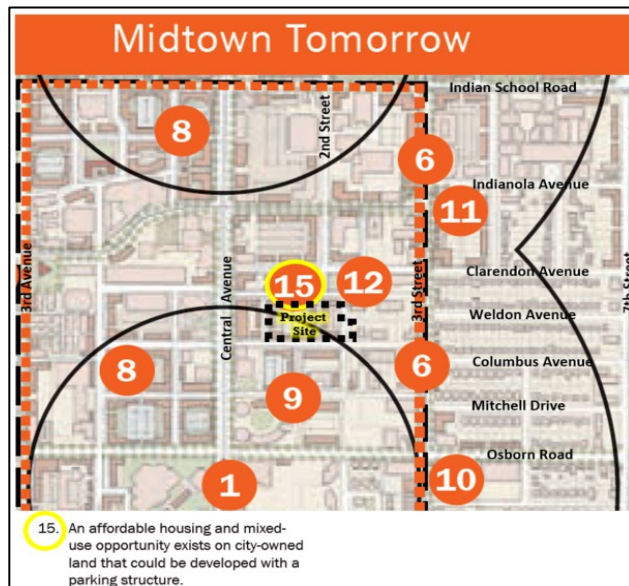 Midtown Tomorrow
Indian School Road
8
2nd Street
6
Indianola Avenue
11
3rd Avenue
Central Avenue
15
12
3rd Street
Clarendon Avenue
7th Street
Project
Site
Weldon Avenue
8
6
Columbus Avenue
9
Mitchell Drive
1
10
Osborn Road
15. An affordable housing and mixed-
use opportunity exists on city-owned
land that could be developed with a
parking structure.